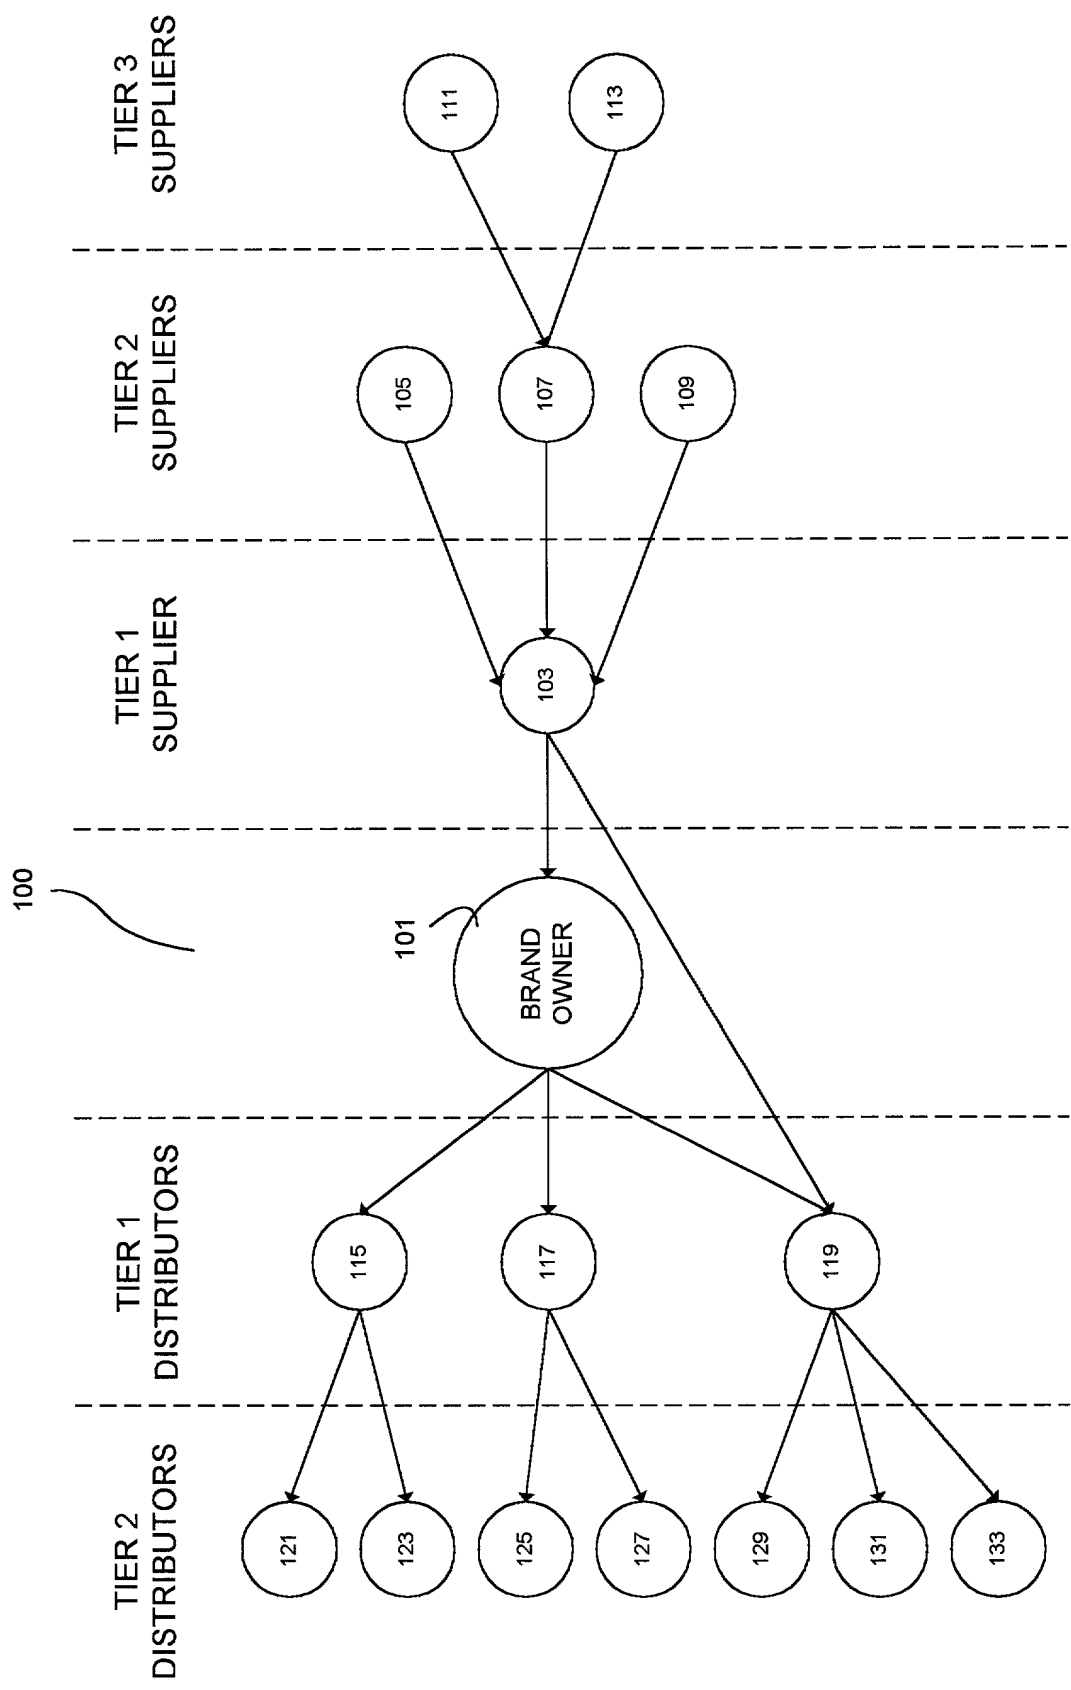 100
TIER 2
DISTRIBUTORS
TIER 1
DISTRIBUTORS
TIER 1
SUPPLIER
TIER 2
SUPPLIERS
TIER 3
SUPPLIERS
121
123
125
127
129
131
133
115
117
119
101
BRAND
OWNER
103
105
107
109
111
113